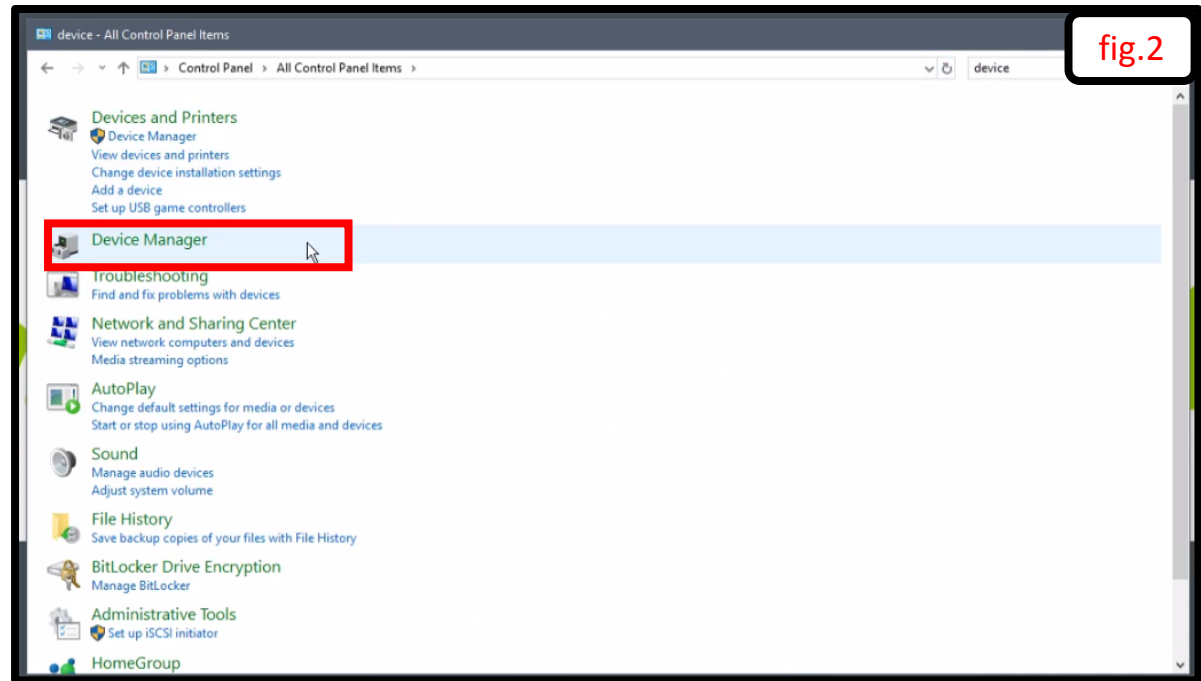 device - All Control Panel Items
fig.2
Control Panel > All Control Panel Items >
device
Devices and Printers
Device Manager
View devices and printers
Change device installation settings
Add a device
Set up USB game controllers
Device Manager
Troubleshooting
Find and fix problems with devices
Network and Sharing Center
View network computers and devices
Media streaming options
AutoPlay
Change default settings for media or devices
Start or stop using AutoPlay for all media and devices
Sound
Manage audio devices
Adjust system volume
File History
Save backup copies of your files with File History
BitLocker Drive Encryption
Manage BitLocker
Administrative Tools
Set up iSCSI initiator
HomeGroup